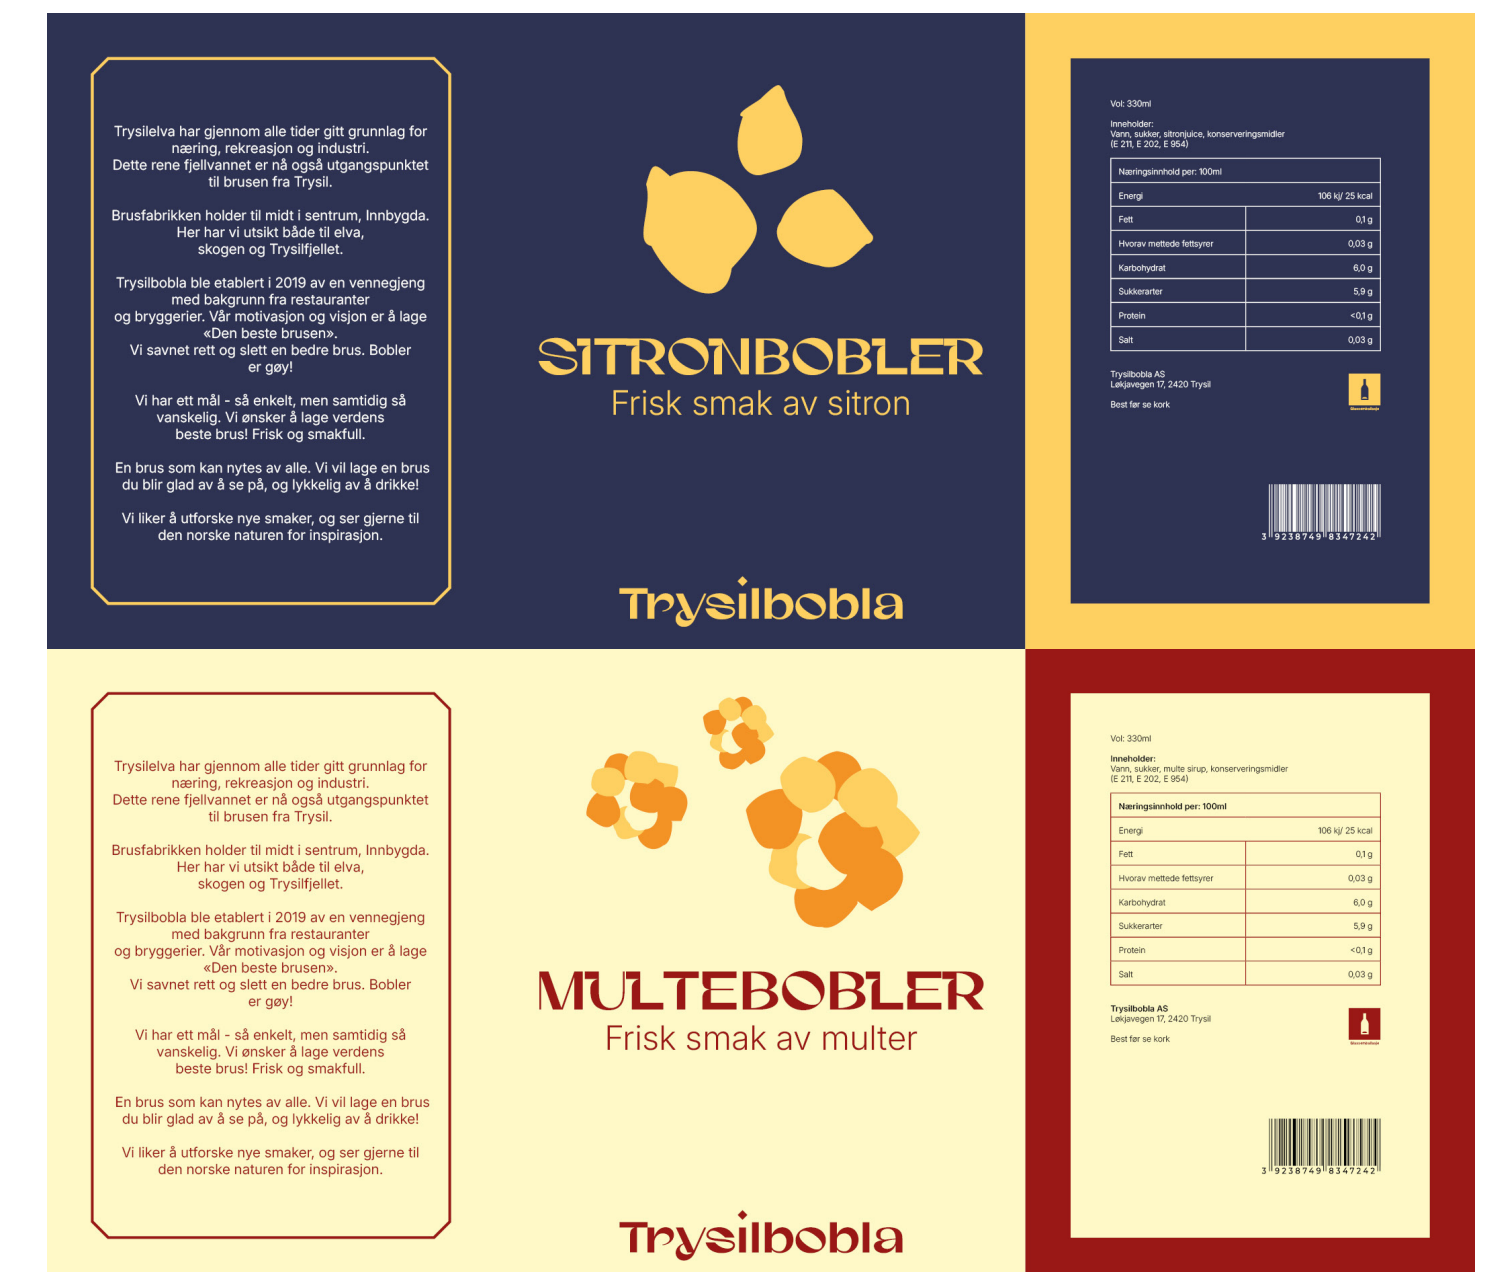 Trysilelva har gjennom alle tider gitt grunnlag for
næring, rekreasjon og industri.
Dette rene fjellvannet er nå også utgangspunktet
til brusen fra Trysil.
Brusfabrikken holder til midt i sentrum, Innbygda.
Her har vi utsikt både til elva,
skogen og Trysilfjellet.
Trysilbobla ble etablert i 2019 av en vennegjeng
med bakgrunn fra restauranter
og bryggerier. Vår motivasjon og visjon er å lage
«Den beste brusen».
Vi savnet rett og slett en bedre brus. Bobler
er gøy!
Vi har ett mål - så enkelt, men samtidig så
vanskelig. Vi ønsker å lage verdens
beste brus! Frisk og smakfull.
En brus som kan nytes av alle. Vi vil lage en brus
du blir glad av å se på, og lykkelig av å drikke!
Vi liker å utforske nye smaker, og ser gjerne til
den norske naturen for inspirasjon.
SITRONBOBLER
Frisk smak av sitron
Trysilbobla
Vol: 330ml
Inneholder:
Vann, sukker, sitronjuice, konserveringsmidler
(E 211, E 202, E 954)
Næringsinnhold per: 100ml
Energi 106 kj/ 25 kcal
Fett 0,1 g
Hvorav mettede fettsyrer 0,03 g
Karbohydrat 6,0 g
Sukkerarter 5,9 g
Protein <0,1 g
Salt 0,03 g
Trysilbobla AS
Løkjavegen 17, 2420 Trysil
Best før se kork
3 923874 9 834724 2
Trysilelva har gjennom alle tider gitt grunnlag for
næring, rekreasjon og industri.
Dette rene fjellvannet er nå også utgangspunktet
til brusen fra Trysil.
Brusfabrikken holder til midt i sentrum, Innbygda.
Her har vi utsikt både til elva,
skogen og Trysilfjellet.
Trysilbobla ble etablert i 2019 av en vennegjeng
med bakgrunn fra restauranter
og bryggerier. Vår motivasjon og visjon er å lage
«Den beste brusen».
Vi savnet rett og slett en bedre brus. Bobler
er gøy!
Vi har ett mål - så enkelt, men samtidig så
vanskelig. Vi ønsker å lage verdens
beste brus! Frisk og smakfull.
En brus som kan nytes av alle. Vi vil lage en brus
du blir glad av å se på, og lykkelig av å drikke!
Vi liker å utforske nye smaker, og ser gjerne til
den norske naturen for inspirasjon.
MULTEBOBLER
Frisk smak av multer
Trysilbobla
Vol: 330ml
Inneholder:
Vann, sukker, multe sirup, konserveringsmidler
(E 211, E 202, E 954)
Næringsinnhold per: 100ml
Energi 106 kj/ 25 kcal
Fett 0,1 g
Hvorav mettede fettsyrer 0,03 g
Karbohydrat 6,0 g
Sukkerarter 5,9 g
Protein <0,1 g
Salt 0,03 g
Trysilbobla AS
Løkjavegen 17, 2420 Trysil
Best før se kork
3 923874 9 834724 2